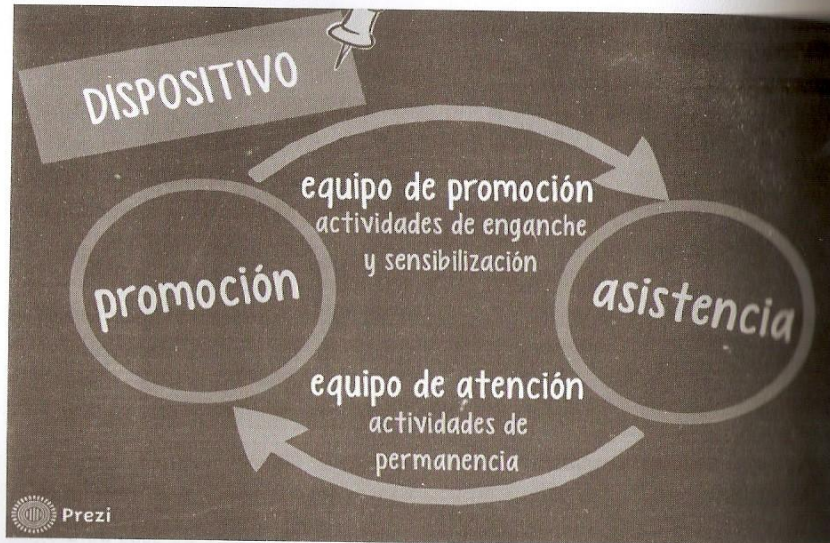 DISPOSITIVO
equipo de promoción
actividades de enganche
y sensibilización
promoción
asistencia
equipo de atención
actividades de
permanencia
Prezi